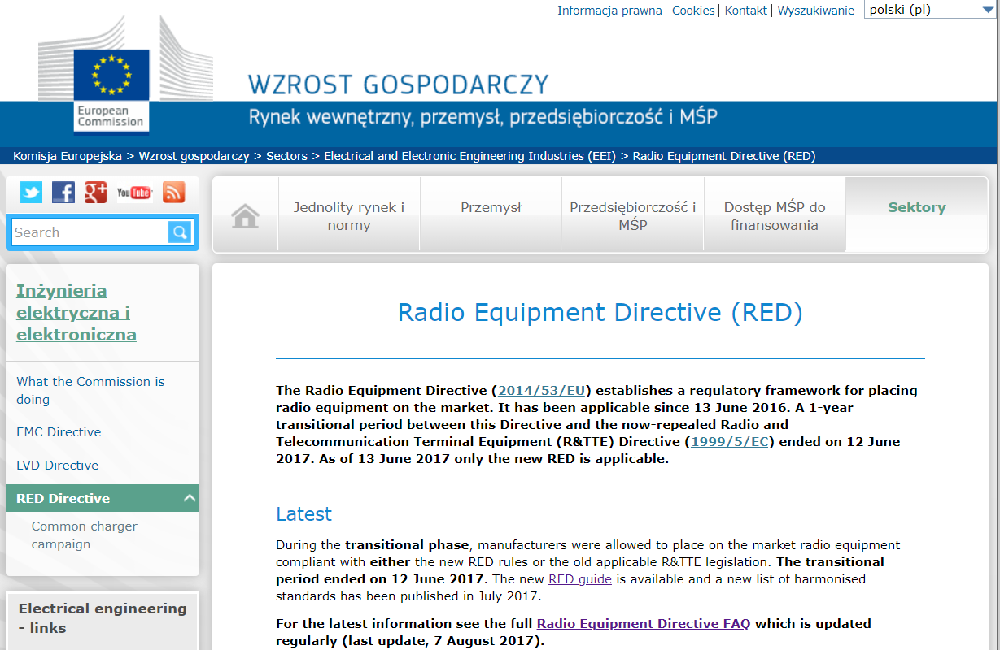 Informacja prawna | Cookies | Kontakt | Wyszukiwanie
polski (pl)
European
Commission
WZROST GOSPODARCZY
Rynek wewnętrzny, przemysł, przedsiębiorczość i MŚP
Komisja Europejska > Wzrost gospodarczy > Sectors > Electrical and Electronic Engineering Industries (EEI) > Radio Equipment Directive (RED)
You Tube
Search
Jednolity rynek i
normy
Przemysł
Przedsiębiorczość i
MŚP
Dostęp MŚP do
finansowania
Sektory
Inżynieria
elektryczna i
elektroniczna
What the Commission is
doing
EMC Directive
LVD Directive
RED Directive
Common charger
campaign
Electrical engineering
- links
Radio Equipment Directive (RED)
The Radio Equipment Directive (2014/53/EU) establishes a regulatory framework for placing
radio equipment on the market. It has been applicable since 13 June 2016. A 1-year
transitional period between this Directive and the now-repealed Radio and
Telecommunication Terminal Equipment (R&TTE) Directive (1999/5/EC) ended on 12 June
2017. As of 13 June 2017 only the new RED is applicable.
Latest
During the transitional phase, manufacturers were allowed to place on the market radio equipment
compliant with either the new RED rules or the old applicable R&TTE legislation. The transitional
period ended on 12 June 2017. The new RED guide is available and a new list of harmonised
standards has been published in July 2017.
For the latest information see the full Radio Equipment Directive FAQ which is updated
regularly (last update, 7 August 2017).